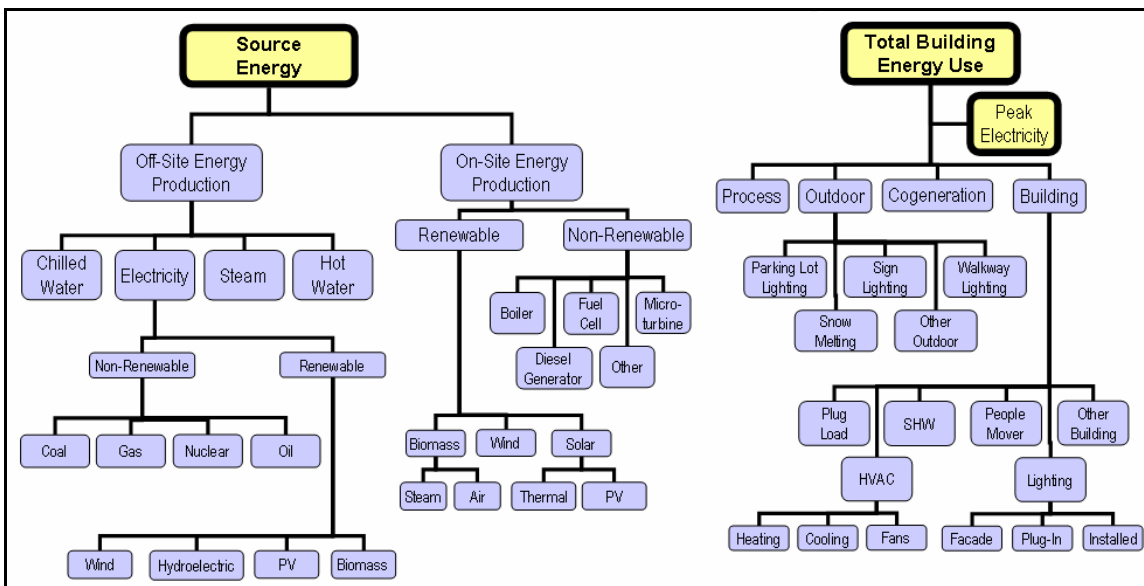 Source
Energy
Total Building
Energy Use
Peak
Electricity
Off-Site Energy
Production
On-Site Energy
Production
Process
Outdoor
Cogeneration
Building
Renewable
Non-Renewable
Chilled
Water
Electricity
Steam
Hot
Water
Parking Lot
Lighting
Sign
Lighting
Walkway
Lighting
Boiler
Fuel
Cell
Micro-
turbine
Snow
Melting
Other
Outdoor
Non-Renewable
Renewable
Diesel
Generator
Other
Plug
Load
SHW
People
Mover
Other
Building
Coal
Gas
Nuclear
Oil
Biomass
Wind
Solar
HVAC
Lighting
Steam
Air
Thermal
PV
Heating
Cooling
Fans
Facade
Plug-In
Installed
Wind
Hydroelectric
PV
Biomass